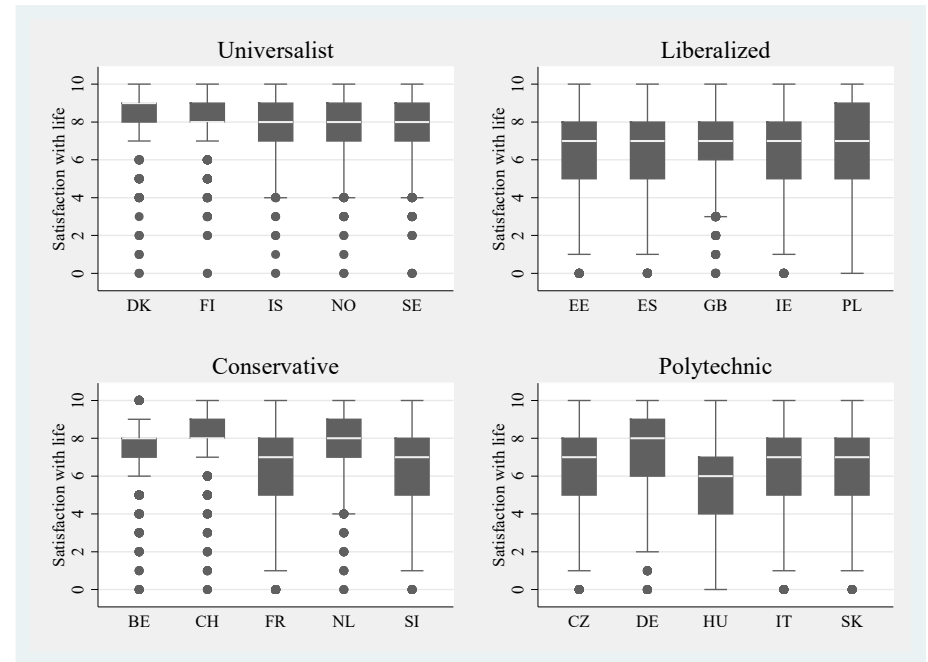 Universalist
Satisfaction with life
10
8
6
4
2
0
DK FI IS NO SE
Liberalized
Satisfaction with life
10
8
6
4
2
0
EE ES GB IE PL
Conservative
Satisfaction with life
10
8
6
4
2
0
BE CH FR NL SI
Polytechnic
Satisfaction with life
10
8
6
4
2
0
CZ DE HU IT SK